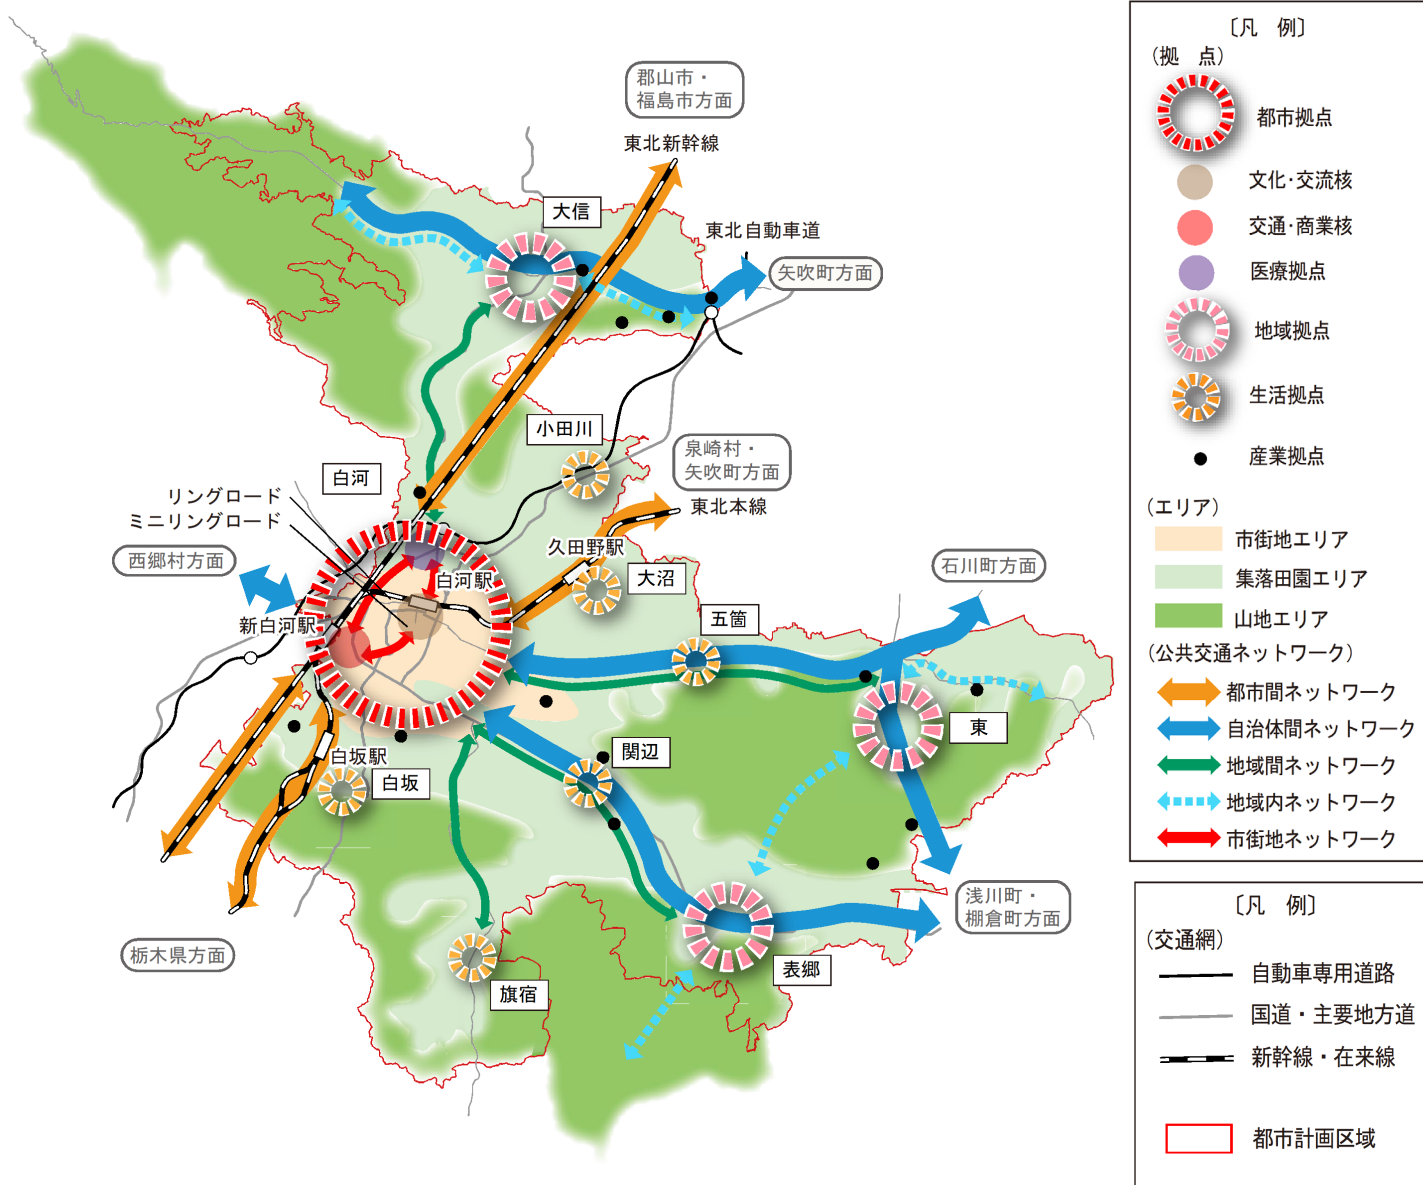 郡山市・
福島市方面
東北新幹線
大信
東北自動車道
矢吹町方面
小田川
泉崎村・
矢吹町方面
白河
リングロード
ミニリングロード
東北本線
西郷村方面
久田野駅
大沼
白河駅
石川町方面
新白河駅
五箇
東
関辺
白坂駅
白坂
浅川町・
棚倉町方面
栃木県方面
表郷
旗宿
〔凡　例〕
（拠　点）
都市拠点
文化･交流核
交通･商業核
医療拠点
地域拠点
生活拠点
産業拠点
（エリア）
市街地エリア
集落田園エリア
山地エリア
（公共交通ネットワーク）
都市間ネットワーク
自治体間ネットワーク
地域間ネットワーク
地域内ネットワーク
市街地ネットワーク
〔凡　例〕
（交通網）
自動車専用道路
国道・主要地方道
新幹線・在来線
都市計画区域